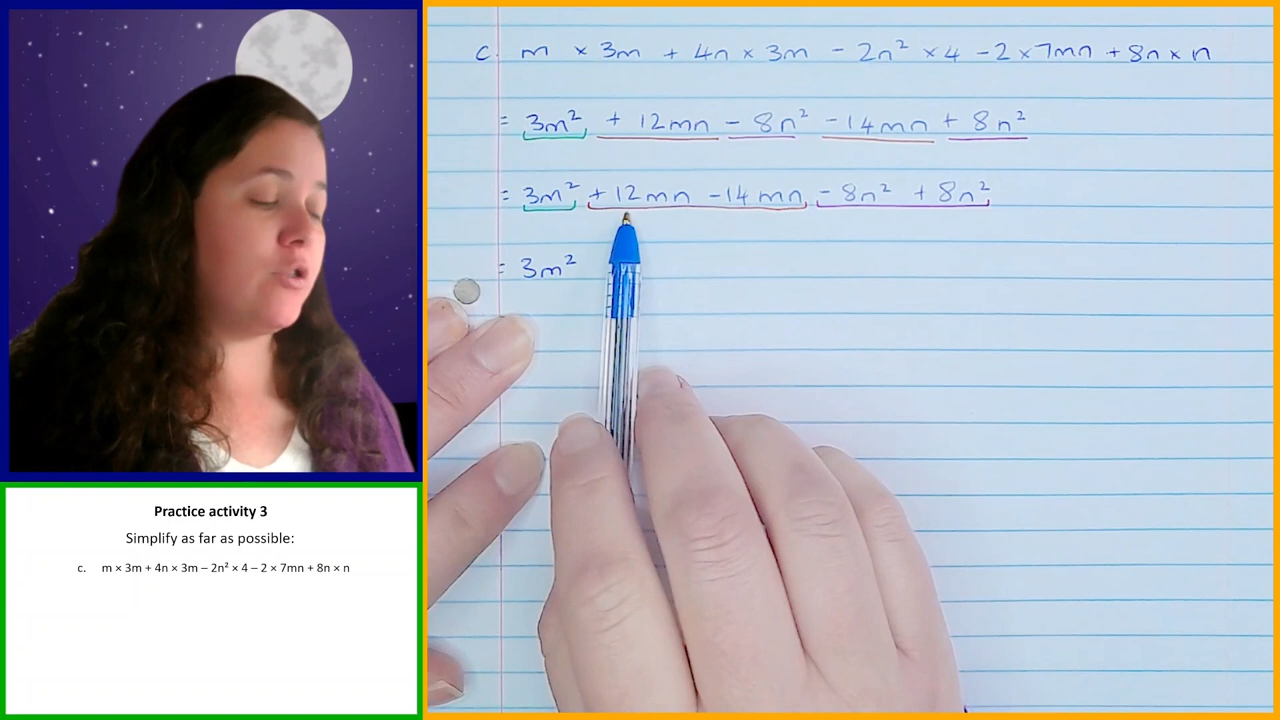 c. m × 3m + 4n × 3m - 2n² × 4 - 2 × 7mn + 8n × n
= 3m² + 12mn - 8n² - 14mn + 8n²
= 3m² + 12mn - 14mn - 8n² + 8n²
= 3m²
Practice activity 3
Simplify as far as possible:
c. m × 3m + 4n × 3m – 2n² × 4 – 2 × 7mn + 8n × n